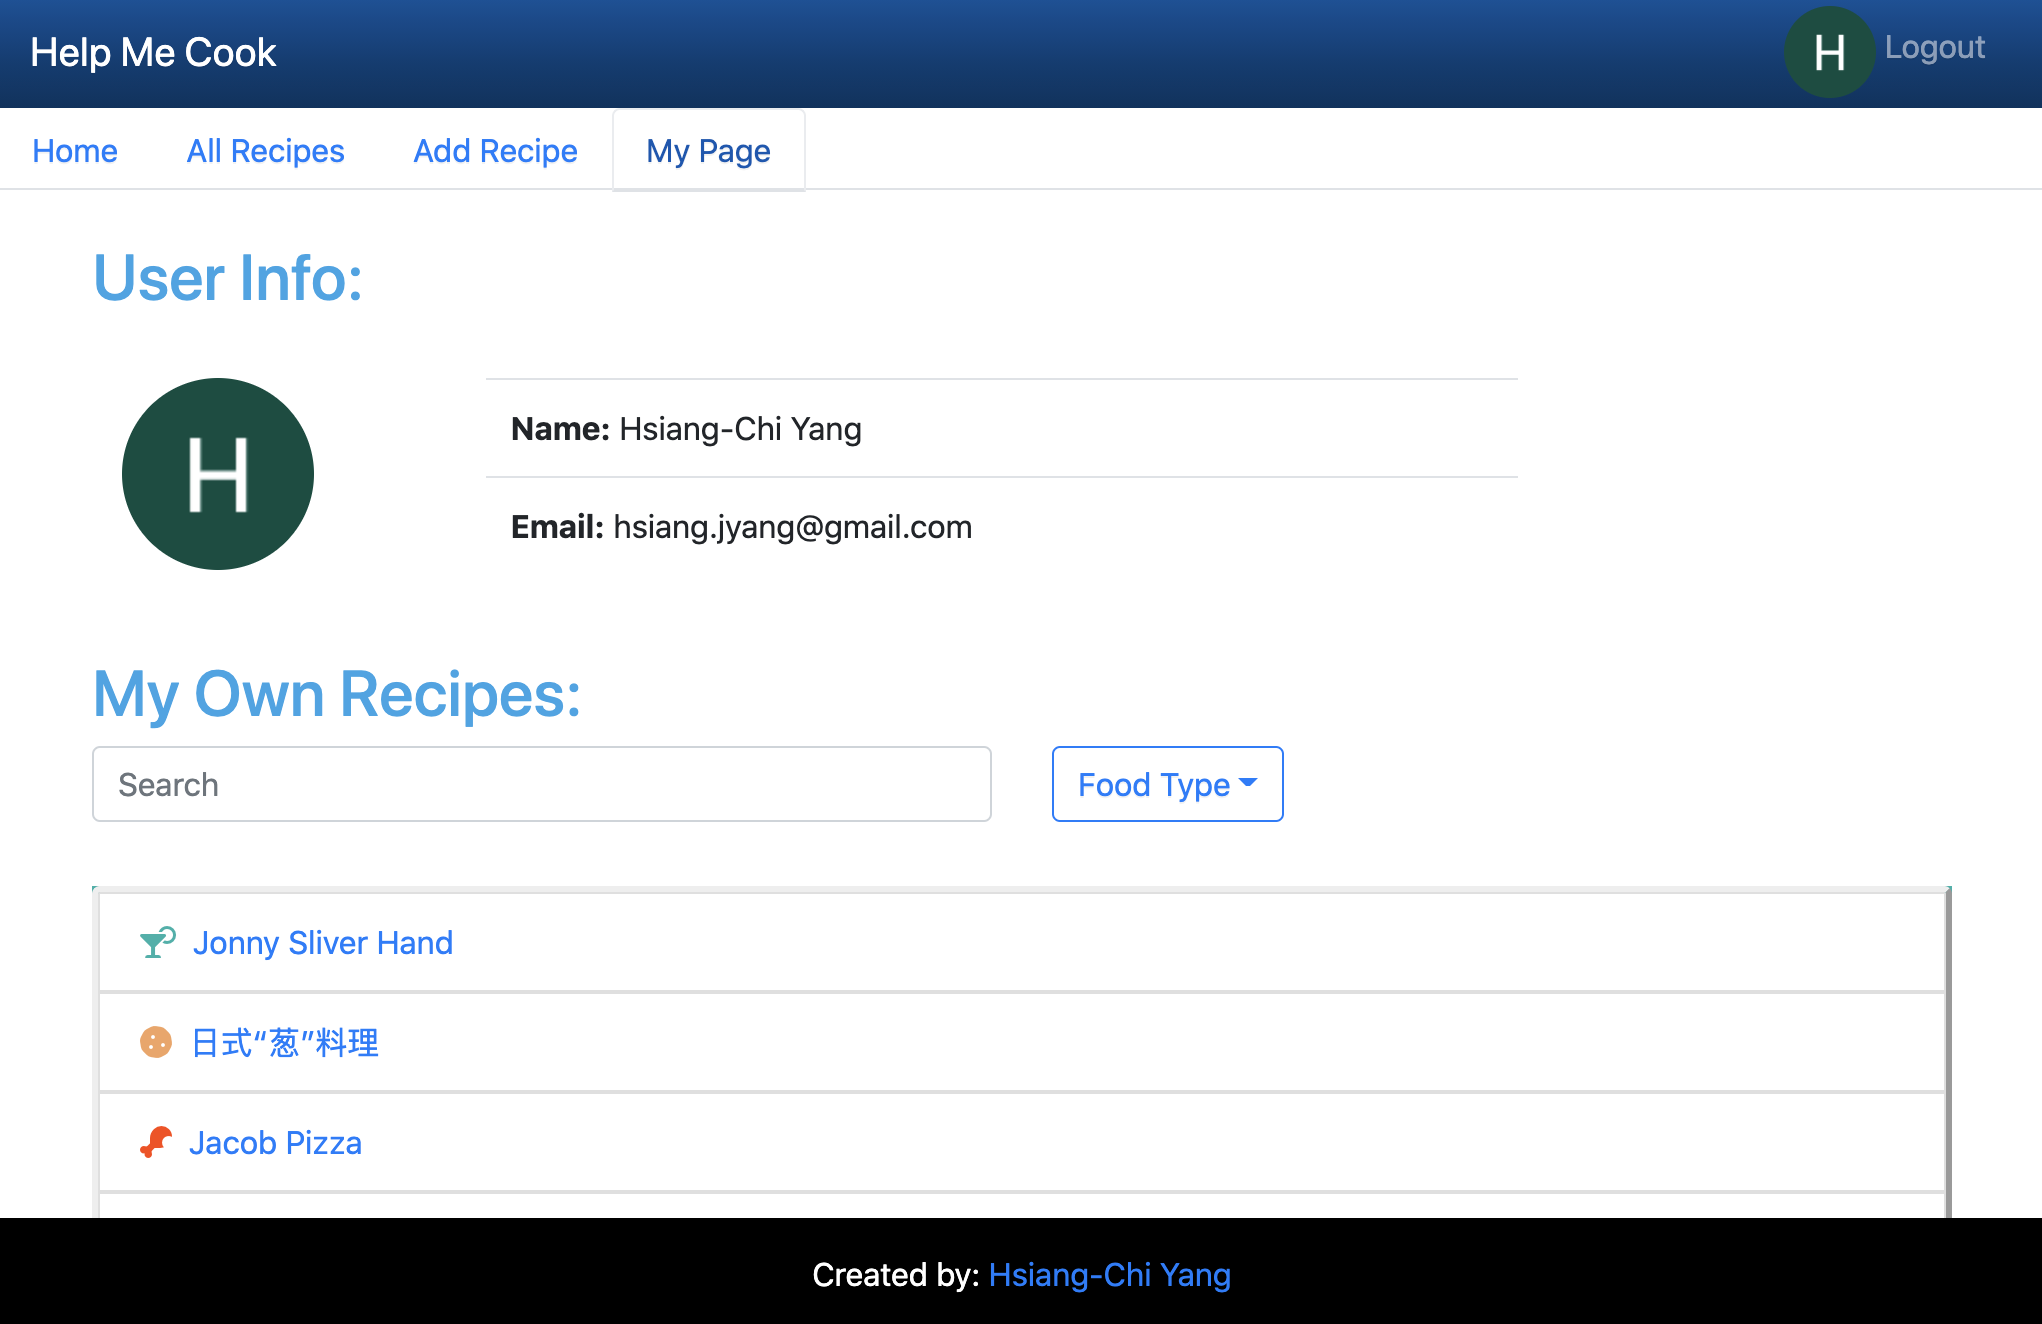 Help Me Cook
H Logout
Home All Recipes Add Recipe My Page
User Info:
H
Name: Hsiang-Chi Yang
Email: hsiang.jyang@gmail.com
My Own Recipes:
Search Food Type
Jonny Sliver Hand
日式“葱”料理
Jacob Pizza
Created by: Hsiang-Chi Yang